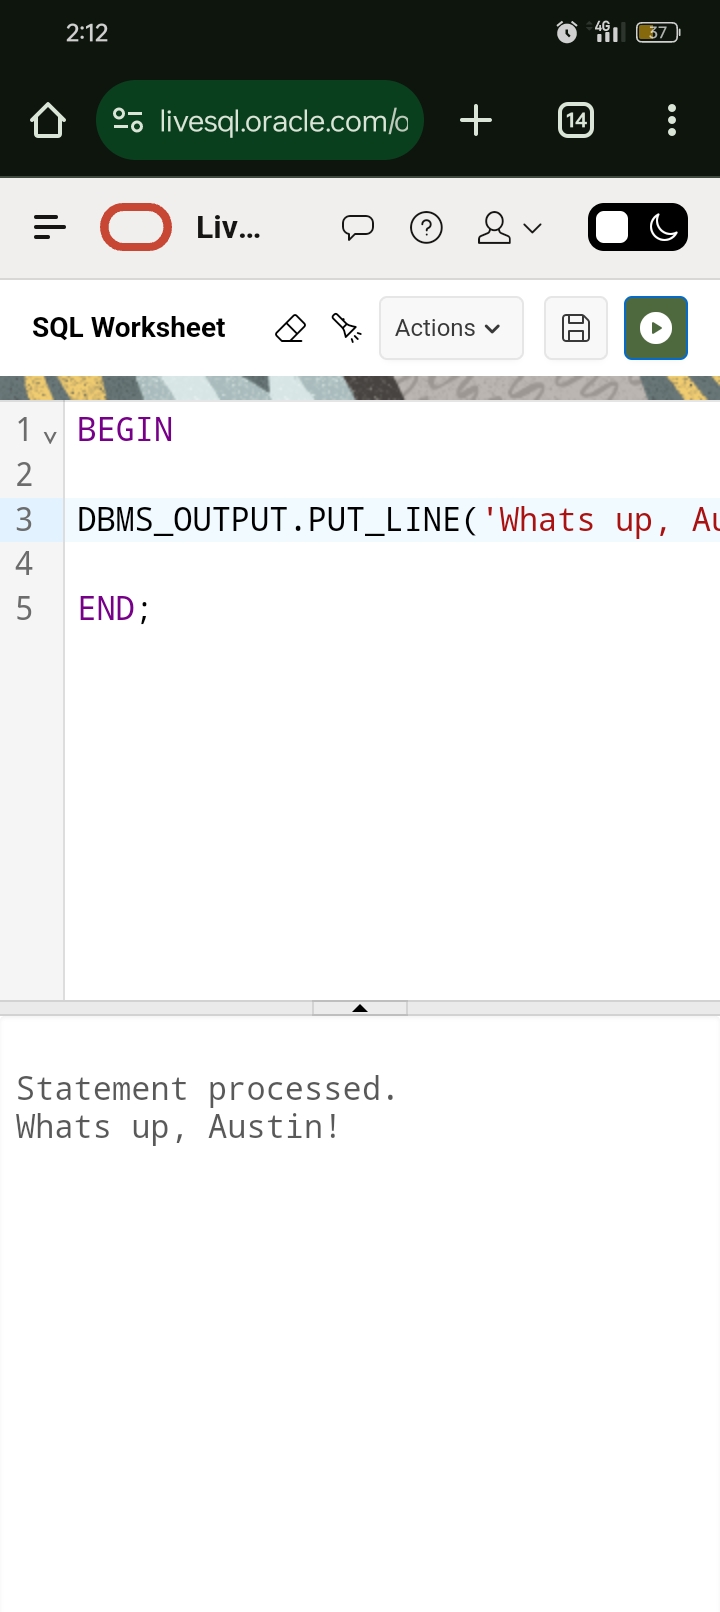 2:12
4G
37
livesql.oracle.com/o
14
Liv...
SQL Worksheet
Actions
1 BEGIN
2
3 DBMS_OUTPUT.PUT_LINE('Whats up, Au
4
5 END;
Statement processed.
Whats up, Austin!